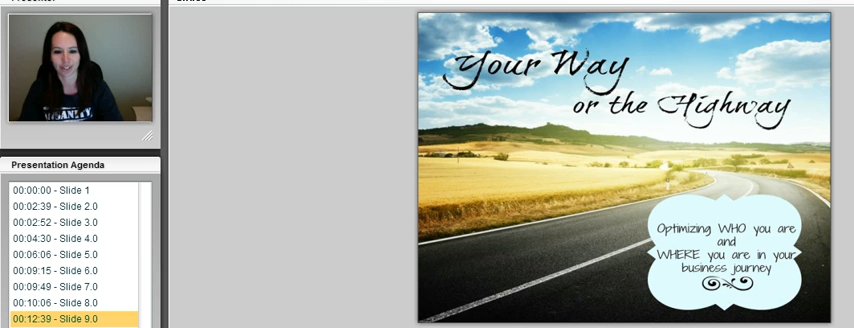 Presentation Agenda
00:00:00 - Slide 1
00:02:39 - Slide 2.0
00:02:52 - Slide 3.0
00:04:30 - Slide 4.0
00:06:06 - Slide 5.0
00:09:15 - Slide 6.0
00:09:49 - Slide 7.0
00:10:06 - Slide 8.0
00:12:39 - Slide 9.0
Your Way
or the Highway
Optimizing WHO you are
and
WHERE you are in your
business journey